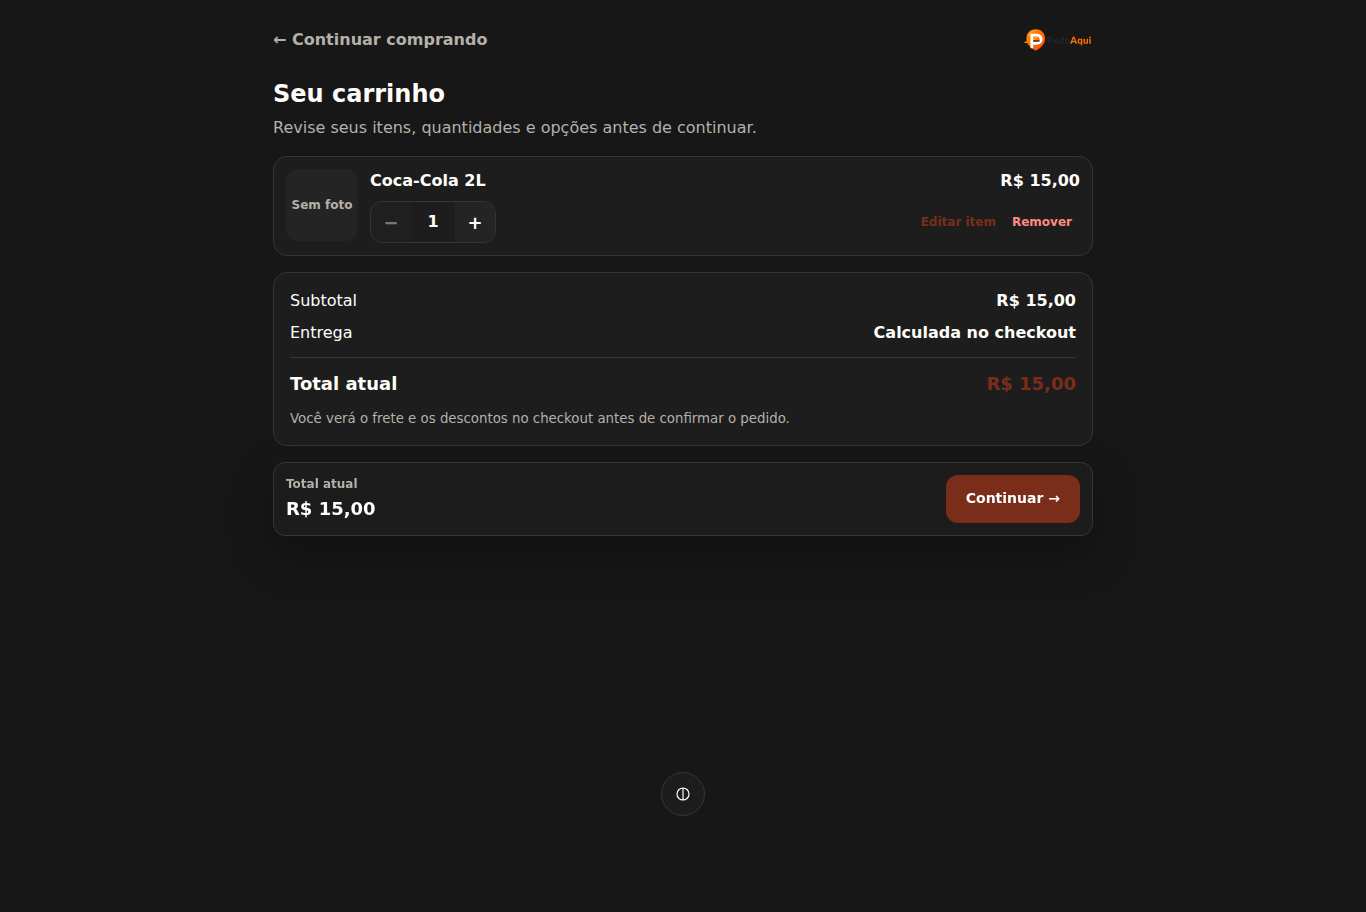 ← Continuar comprando
PedeAqui
Seu carrinho
Revise seus itens, quantidades e opções antes de continuar.
Sem foto
Coca-Cola 2L
R$ 15,00
− 1 +
Editar item Remover
Subtotal R$ 15,00
Entrega Calculada no checkout
Total atual R$ 15,00
Você verá o frete e os descontos no checkout antes de confirmar o pedido.
Total atual
R$ 15,00
Continuar →